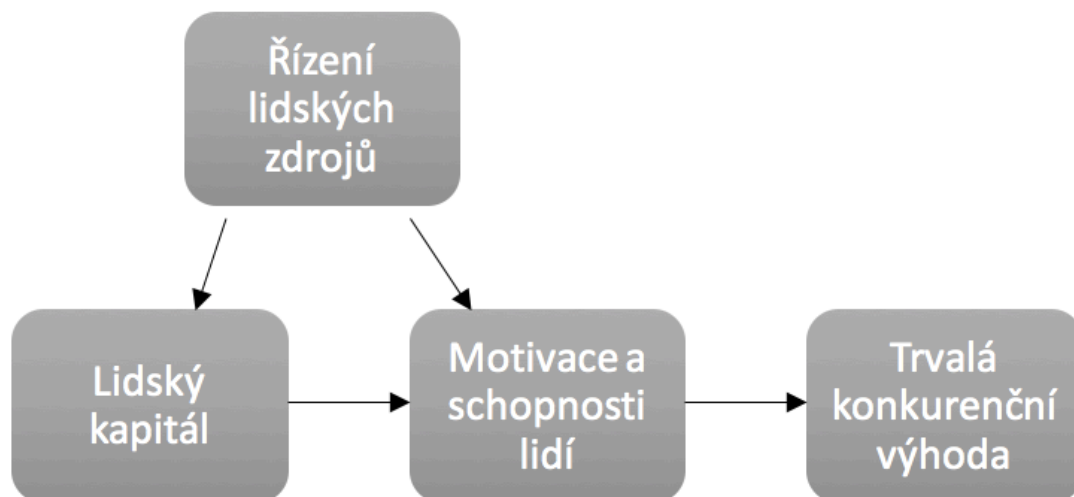 Řízení
lidských
zdrojů
Lidský
kapitál
Motivace a
schopnosti
lidí
Trvalá
konkurenční
výhoda